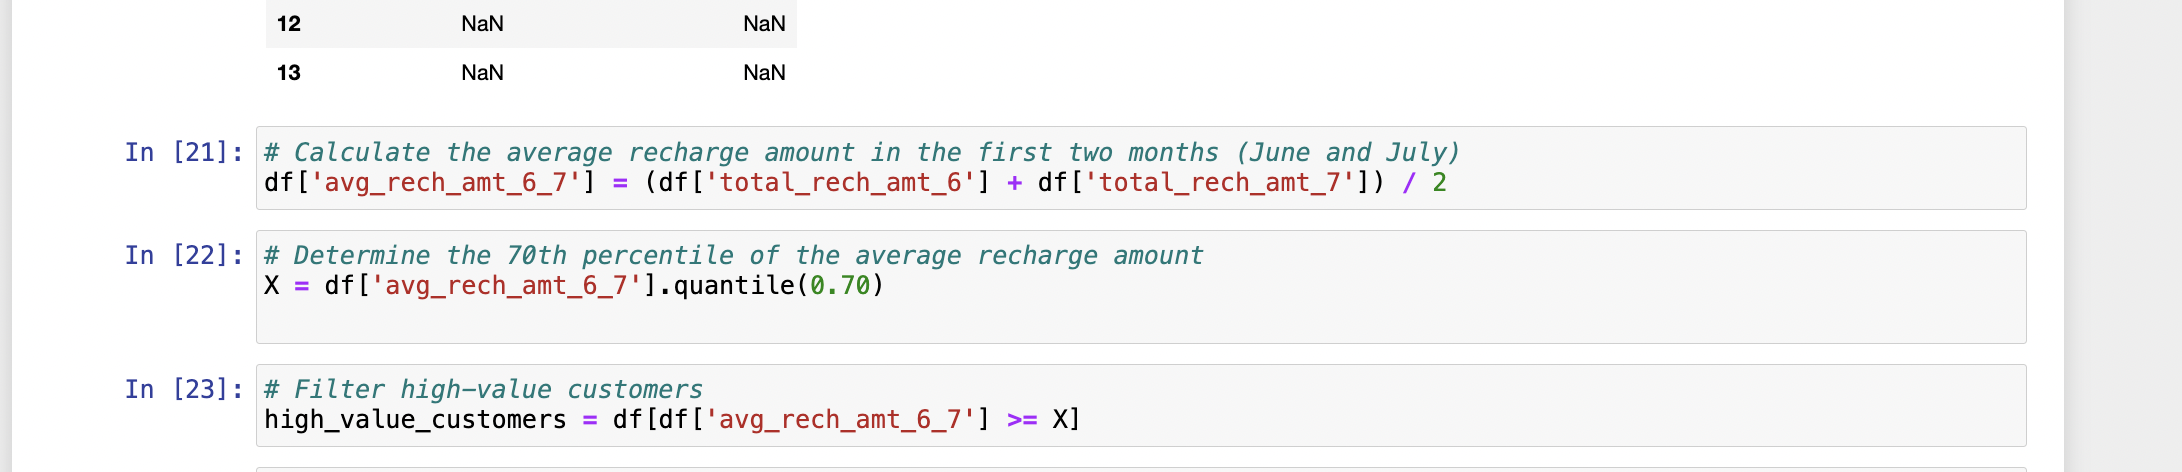 12 NaN NaN
13 NaN NaN
In [21]: # Calculate the average recharge amount in the first two months (June and July)
df['avg_rech_amt_6_7'] = (df['total_rech_amt_6'] + df['total_rech_amt_7']) / 2
In [22]: # Determine the 70th percentile of the average recharge amount
X = df['avg_rech_amt_6_7'].quantile(0.70)
In [23]: # Filter high-value customers
high_value_customers = df[df['avg_rech_amt_6_7'] >= X]